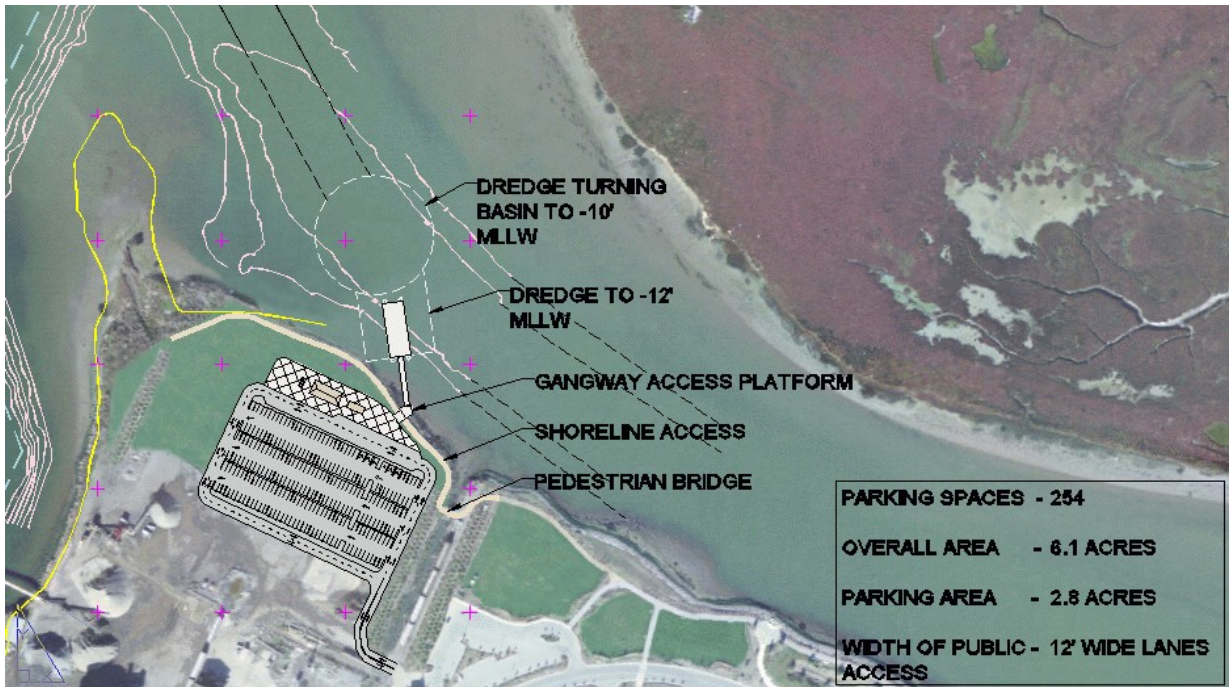 DREDGE TURNING
BASIN TO -10'
MLLW
DREDGE TO -12'
MLLW
GANGWAY ACCESS PLATFORM
SHORELINE ACCESS
PEDESTRIAN BRIDGE
PARKING SPACES - 254
OVERALL AREA - 6.1 ACRES
PARKING AREA - 2.8 ACRES
WIDTH OF PUBLIC - 12' WIDE LANES
ACCESS